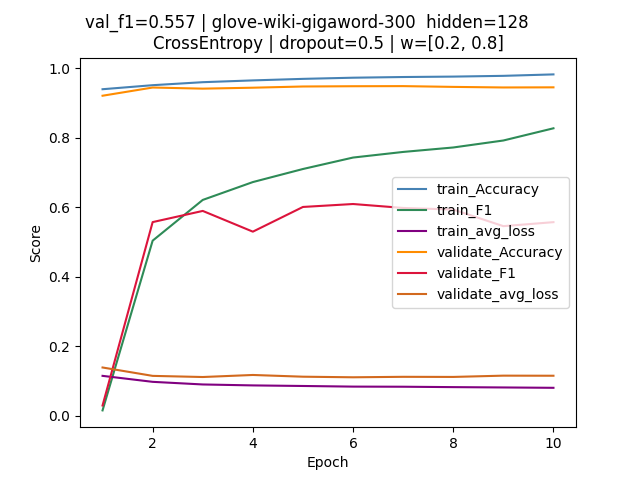 val_f1=0.557 | glove-wiki-gigaword-300  hidden=128
CrossEntropy | dropout=0.5 | w=[0.2, 0.8]
1.0
0.8
0.6
0.4
0.2
0.0
Score
train_Accuracy
train_F1
train_avg_loss
validate_Accuracy
validate_F1
validate_avg_loss
2 4 6 8 10
Epoch